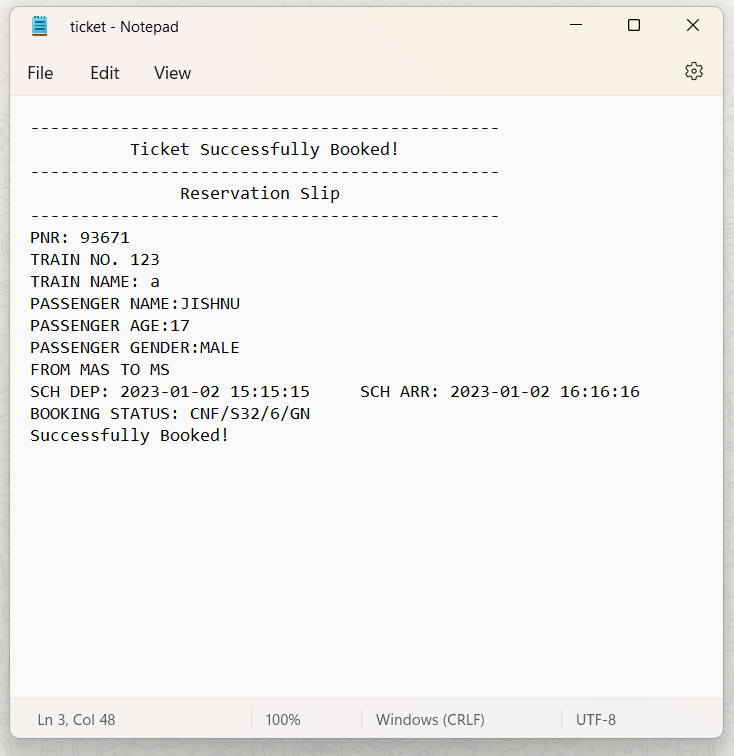 ticket - Notepad
File Edit View
-----------------------------------------------
Ticket Successfully Booked!
-----------------------------------------------
Reservation Slip
-----------------------------------------------
PNR: 93671
TRAIN NO. 123
TRAIN NAME: a
PASSENGER NAME:JISHNU
PASSENGER AGE:17
PASSENGER GENDER:MALE
FROM MAS TO MS
SCH DEP: 2023-01-02 15:15:15     SCH ARR: 2023-01-02 16:16:16
BOOKING STATUS: CNF/S32/6/GN
Successfully Booked!
Ln 3, Col 48 100% Windows (CRLF) UTF-8